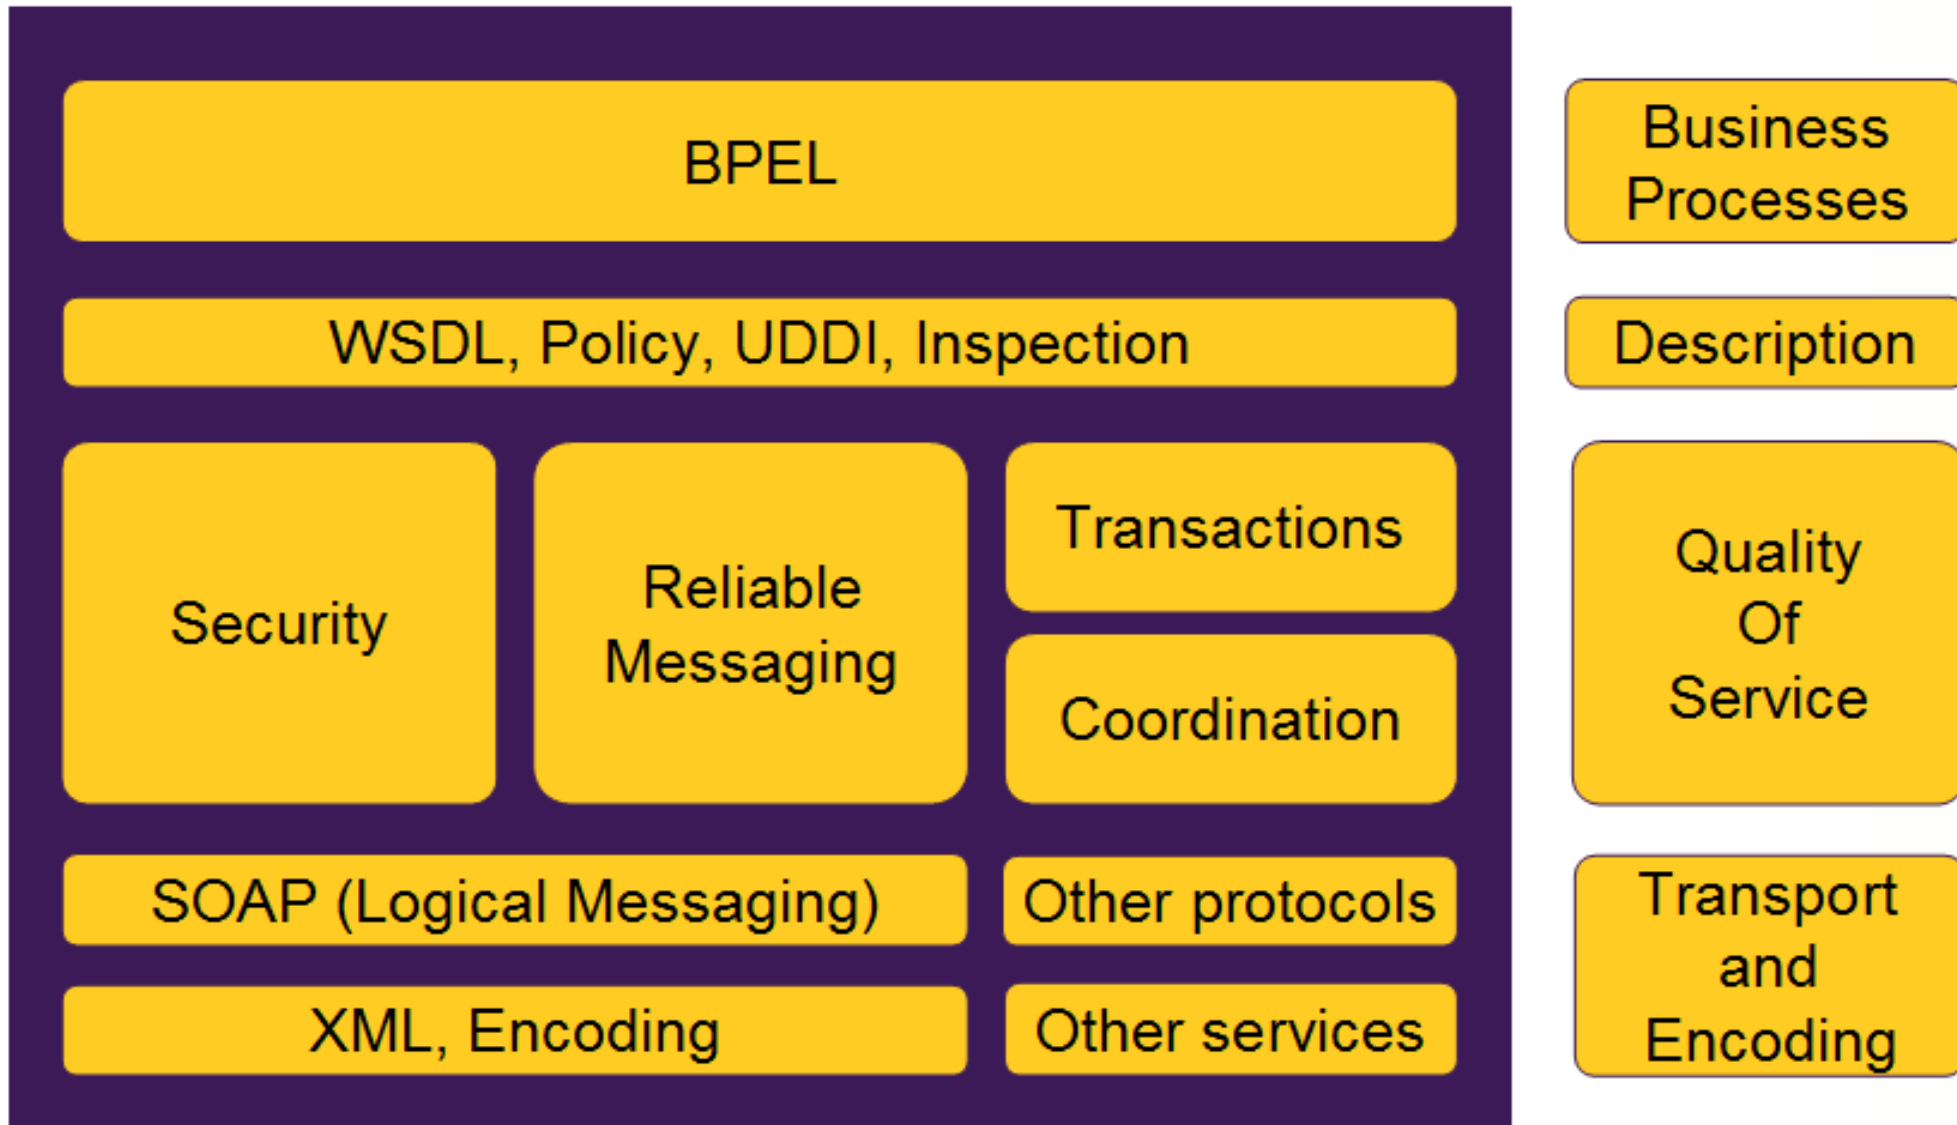 BPEL
Business
Processes
WSDL, Policy, UDDI, Inspection
Description
Security
Reliable
Messaging
Transactions
Coordination
Quality
Of
Service
SOAP (Logical Messaging)
Other protocols
XML, Encoding
Other services
Transport
and
Encoding